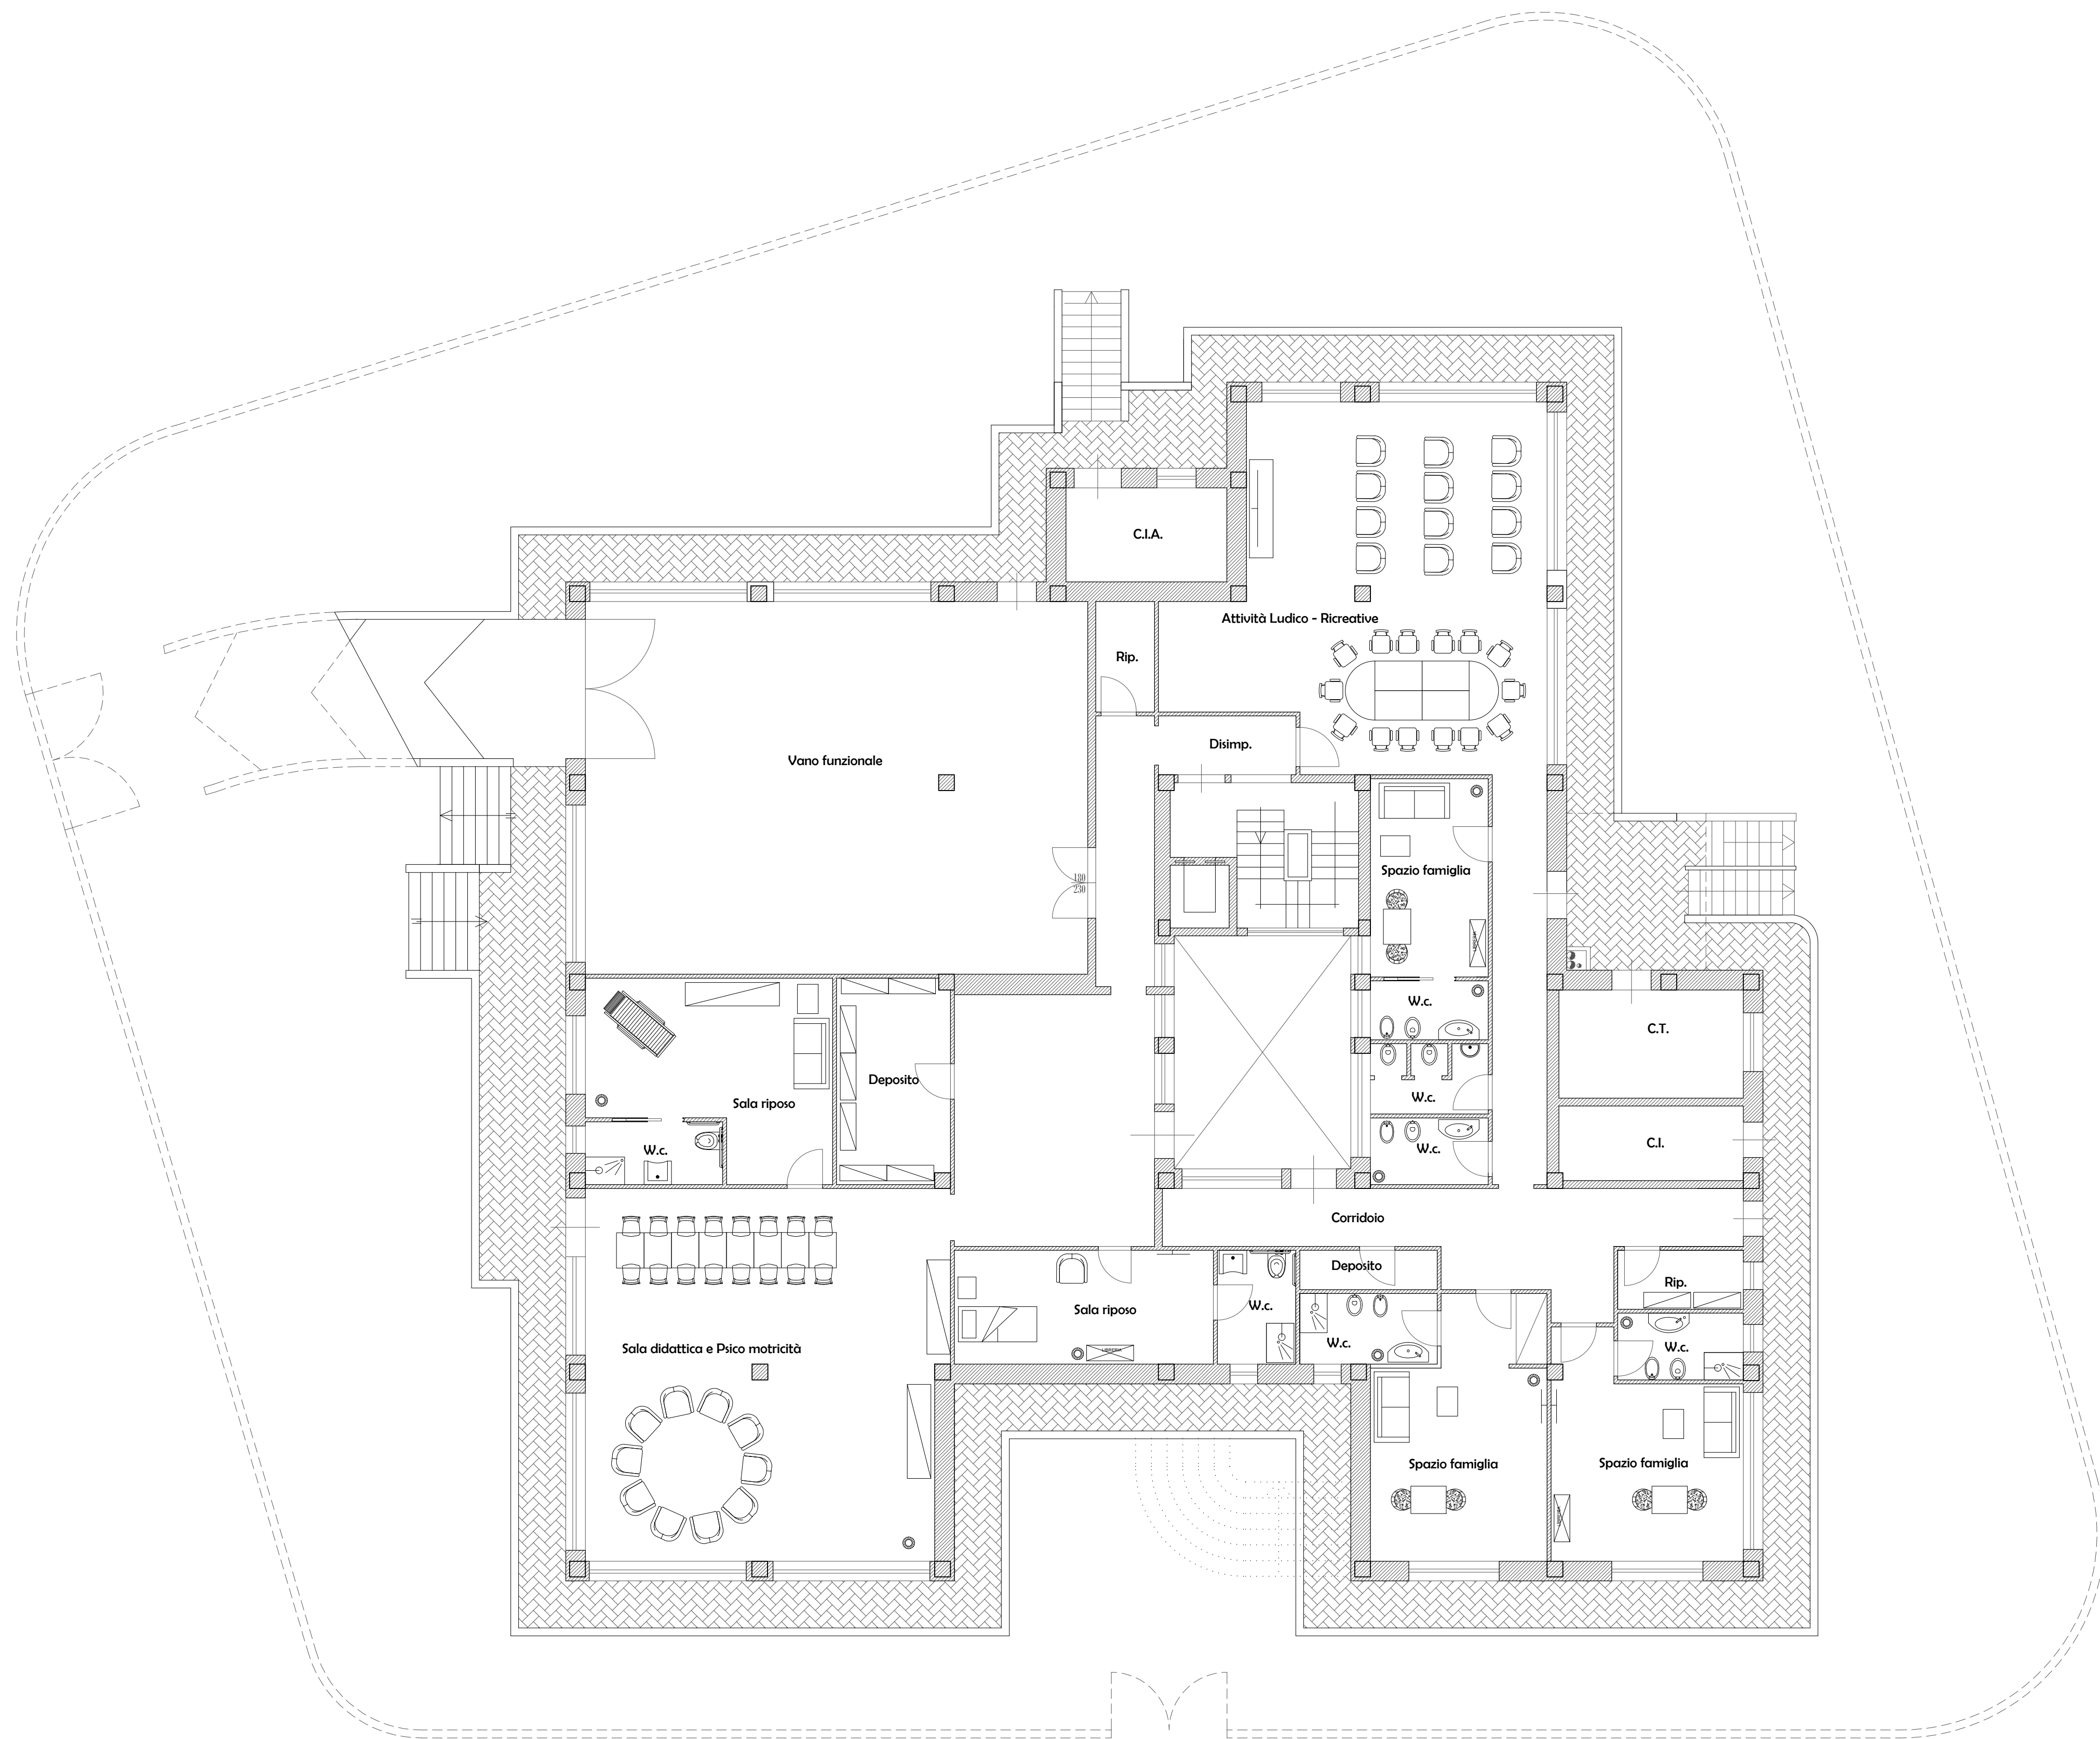 C.I.A.
Attività Ludico - Ricreative
Rip.
Disimp.
Vano funzionale
Spazio famiglia
180
230
W.c.
C.T.
Deposito
Sala riposo
W.c.
C.I.
W.c.
W.c.
Corridoio
Deposito
Rip.
Sala riposo
W.c.
W.c.
W.c.
Sala didattica e Psico motricità
LIBRERIA
Spazio famiglia
Spazio famiglia